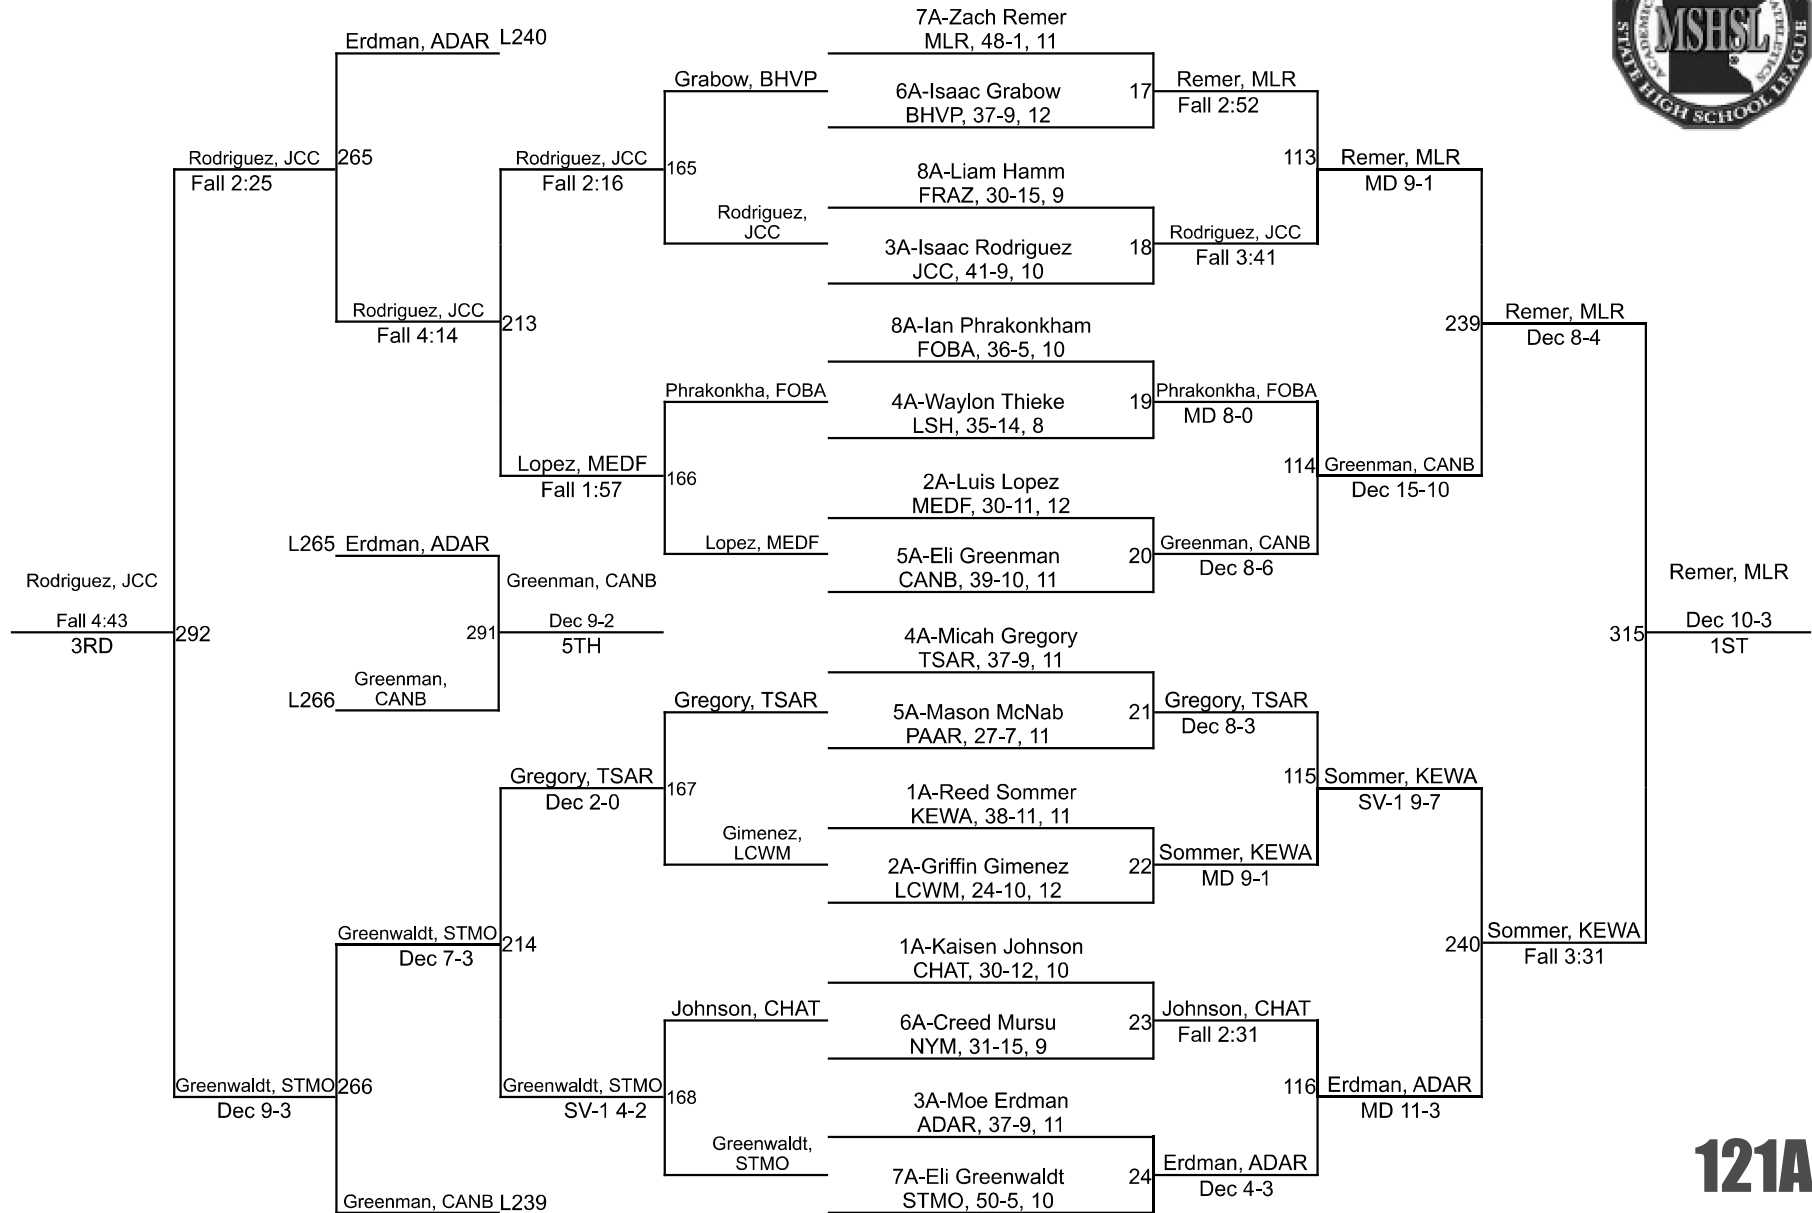 7A-Zach Remer
MLR, 48-1, 11
6A-Isaac Grabow
BHVP, 37-9, 12
8A-Liam Hamm
FRAZ, 30-15, 9
3A-Isaac Rodriguez
JCC, 41-9, 10
8A-Ian Phrakonkham
FOBA, 36-5, 10
4A-Waylon Thieke
LSH, 35-14, 8
2A-Luis Lopez
MEDF, 30-11, 12
5A-Eli Greenman
CANB, 39-10, 11
4A-Micah Gregory
TSAR, 37-9, 11
5A-Mason McNab
PAAR, 27-7, 11
1A-Reed Sommer
KEWA, 38-11, 11
2A-Griffin Gimenez
LCWM, 24-10, 12
1A-Kaisen Johnson
CHAT, 30-12, 10
6A-Creed Mursu
NYM, 31-15, 9
3A-Moe Erdman
ADAR, 37-9, 11
7A-Eli Greenwaldt
STMO, 50-5, 10
17
Remer, MLR
Fall 2:52
18
Rodriguez, JCC
Fall 3:41
19
Phrakonkha, FOBA
MD 8-0
20
Greenman, CANB
Dec 8-6
21
Gregory, TSAR
Dec 8-3
22
Sommer, KEWA
MD 9-1
23
Johnson, CHAT
Fall 2:31
24
Erdman, ADAR
Dec 4-3
113
Remer, MLR
MD 9-1
114
Greenman, CANB
Dec 15-10
115
Sommer, KEWA
SV-1 9-7
116
Erdman, ADAR
MD 11-3
239
Remer, MLR
Dec 8-4
240
Sommer, KEWA
Fall 3:31
315
Remer, MLR
Dec 10-3
1ST
Grabow, BHVP
165
Rodriguez,
JCC
Phrakonkha, FOBA
166
Lopez, MEDF
Gregory, TSAR
167
Gimenez,
LCWM
Johnson, CHAT
168
Greenwaldt,
STMO
Rodriguez, JCC
Fall 2:16
213
Lopez, MEDF
Fall 1:57
Gregory, TSAR
Dec 2-0
214
Greenwaldt, STMO
SV-1 4-2
Erdman, ADAR L240
265
Rodriguez, JCC
Fall 4:14
Greenwaldt, STMO
Dec 7-3
266
Greenman, CANB L239
Rodriguez, JCC
Fall 2:25
292
Greenwaldt, STMO
Dec 9-3
Rodriguez, JCC
Fall 4:43
3RD
L265 Erdman, ADAR
291
L266
Greenman,
CANB
Greenman, CANB
Dec 9-2
5TH
MSHSL
STATE HIGH SCHOOL LEAGUE
121A